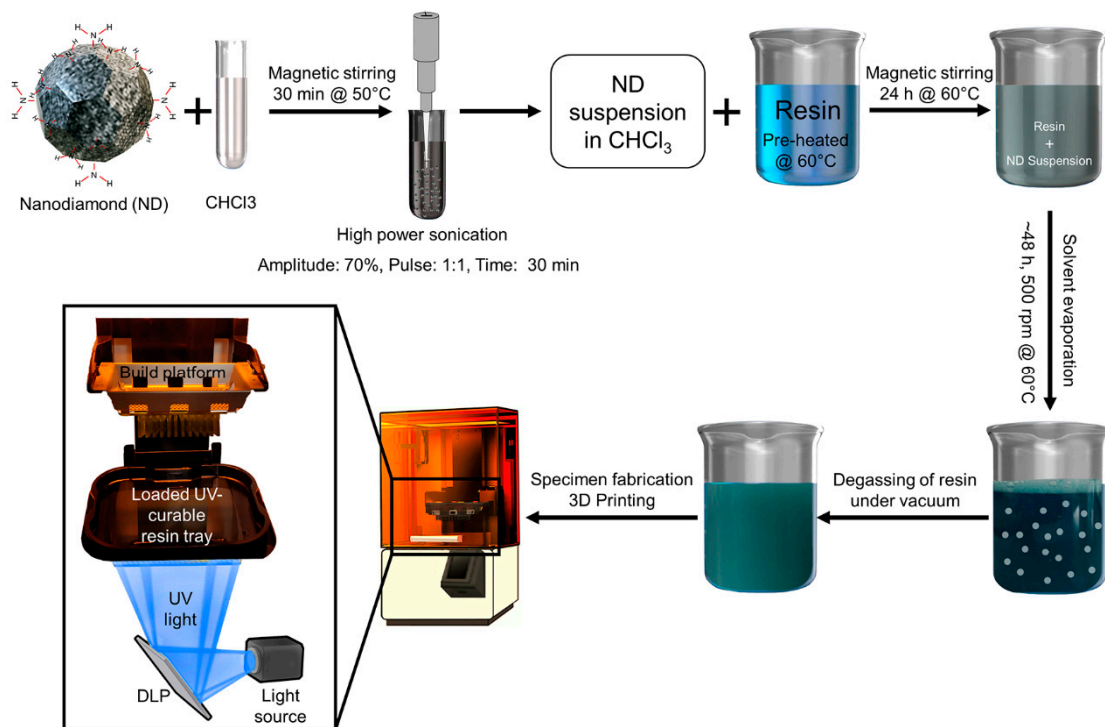 Nanodiamond (ND)
+
CHCl3
Magnetic stirring
30 min @ 50°C
High power sonication
Amplitude: 70%, Pulse: 1:1, Time: 30 min
ND
suspension
in CHCl₃
+
Resin
Pre-heated
@ 60°C
Magnetic stirring
24 h @ 60°C
Resin
+
ND Suspension
Solvent evaporation
~48 h, 500 rpm @ 60°C
Degassing of resin
under vacuum
Specimen fabrication
3D Printing
Build platform
Loaded UV-
curable
resin tray
UV
light
DLP
Light
source